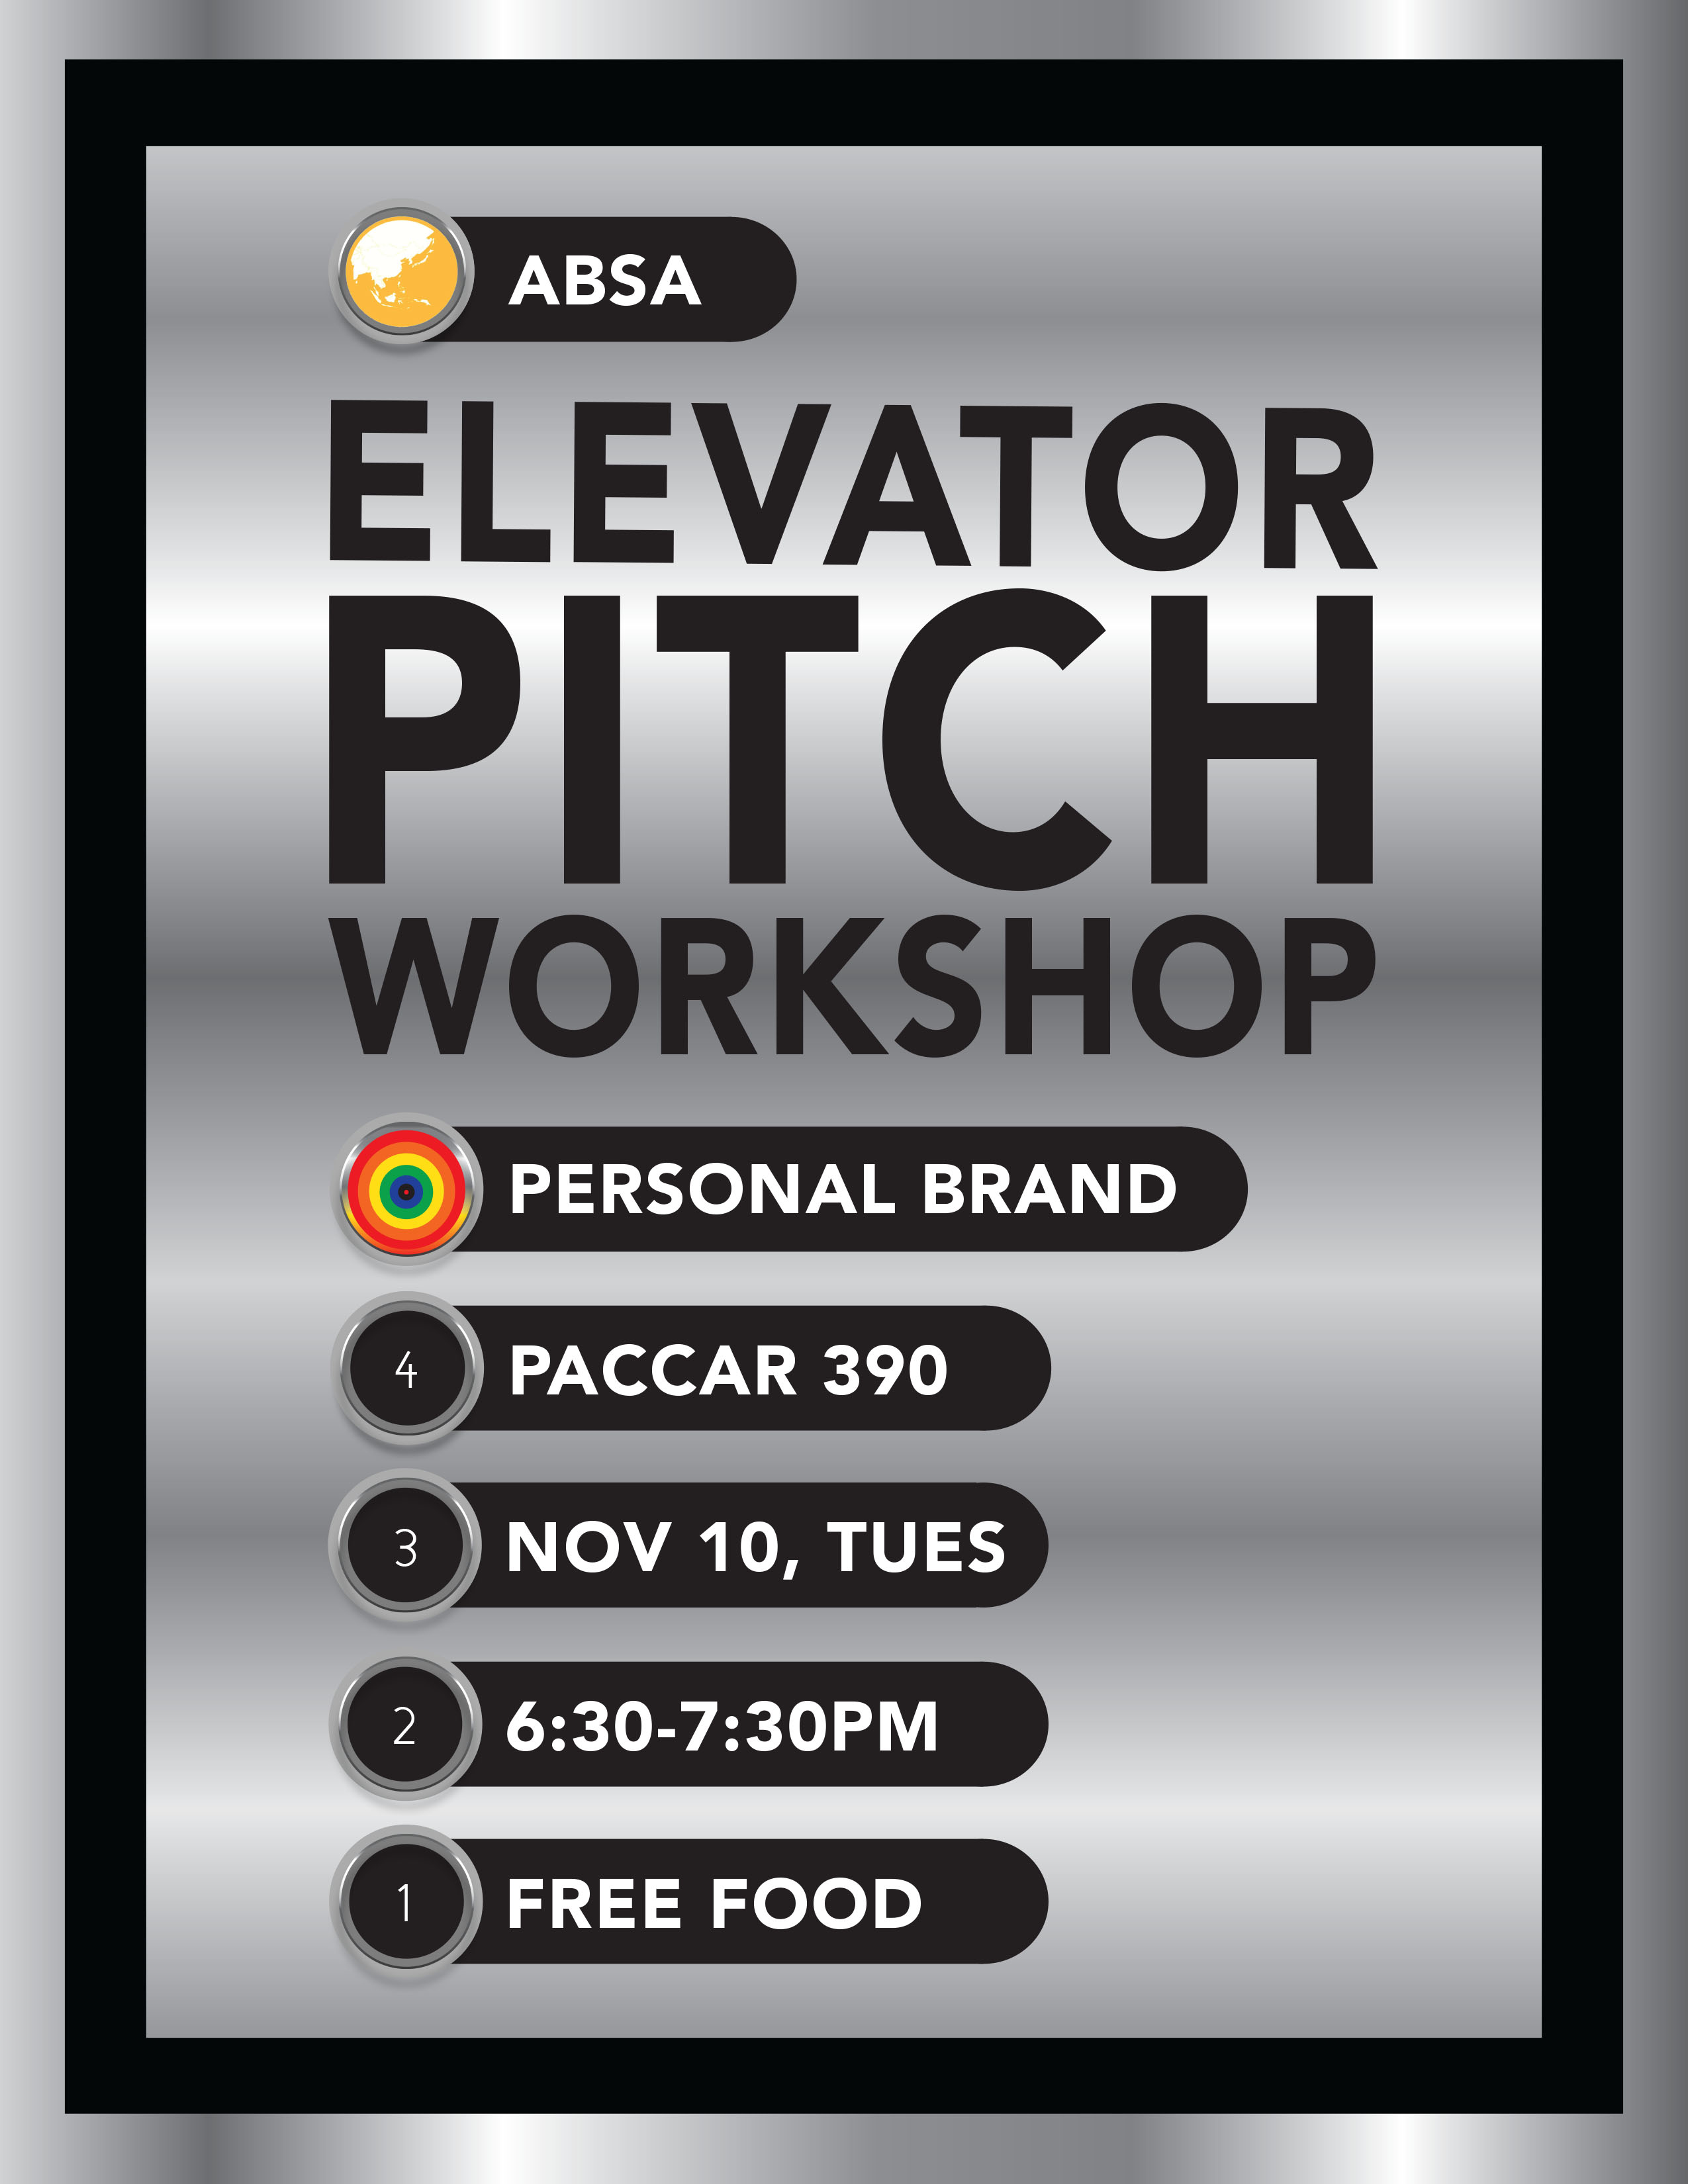 ABSA
ELEVATOR
PITCH
WORKSHOP
PERSONAL BRAND
4 PACCAR 390
3 NOV 10, TUES
2 6:30-7:30PM
1 FREE FOOD